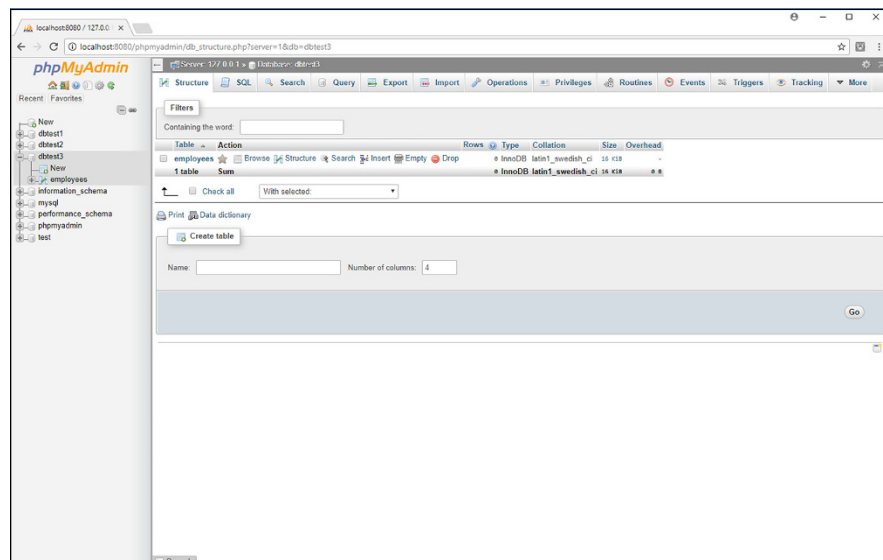 localhost:8080 / 127.0.0
localhost:8080/phpmyadmin/db_structure.php?server=1&db=dbtest3
phpMyAdmin
Recent Favorites
New
dbtest1
dbtest2
dbtest3
New
employees
information_schema
mysql
performance_schema
phpmyadmin
test
Server: 127.0.0.1 » Database: dbtest3
Structure SQL Search Query Export Import Operations Privileges Routines Events Triggers Tracking More
Filters
Containing the word:
Table Action Rows Type Collation Size Overhead
employees Browse Structure Search Insert Empty Drop 0 InnoDB latin1_swedish_ci 16 KiB -
1 table Sum 0 InnoDB latin1_swedish_ci 16 KiB 0 B
Check all With selected:
Print Data dictionary
Create table
Name: Number of columns: 4
Go